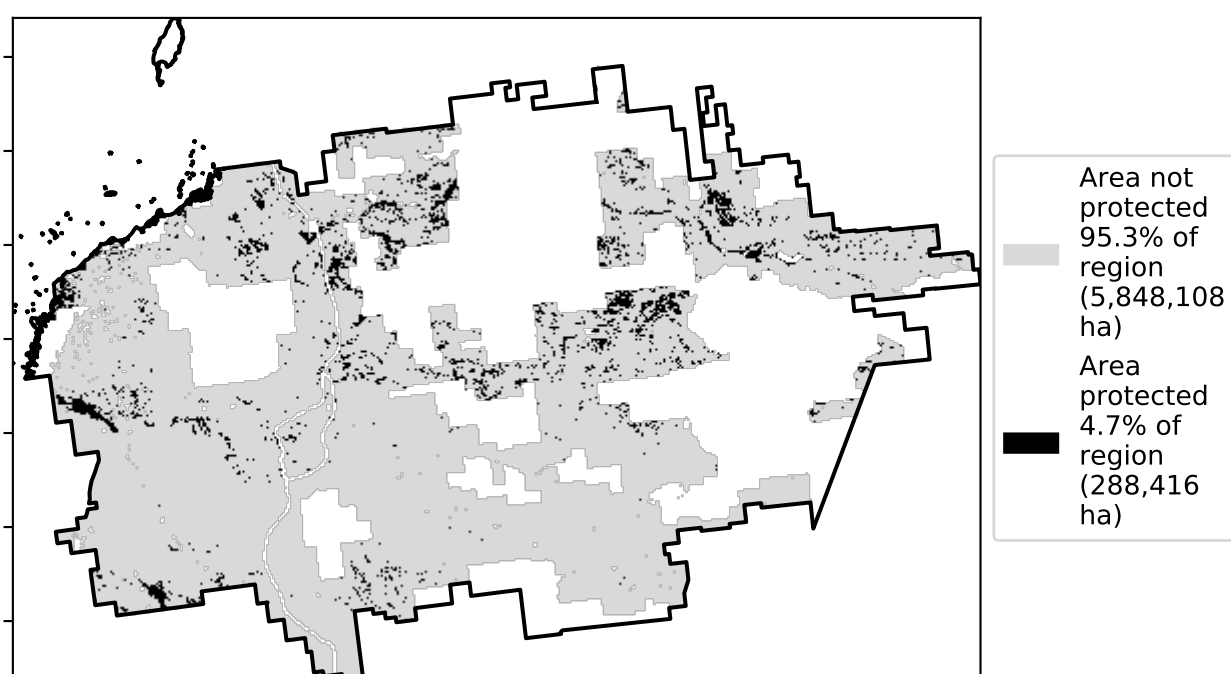 Area not
protected
95.3% of
region
(5,848,108
ha)
Area
protected
4.7% of
region
(288,416
ha)